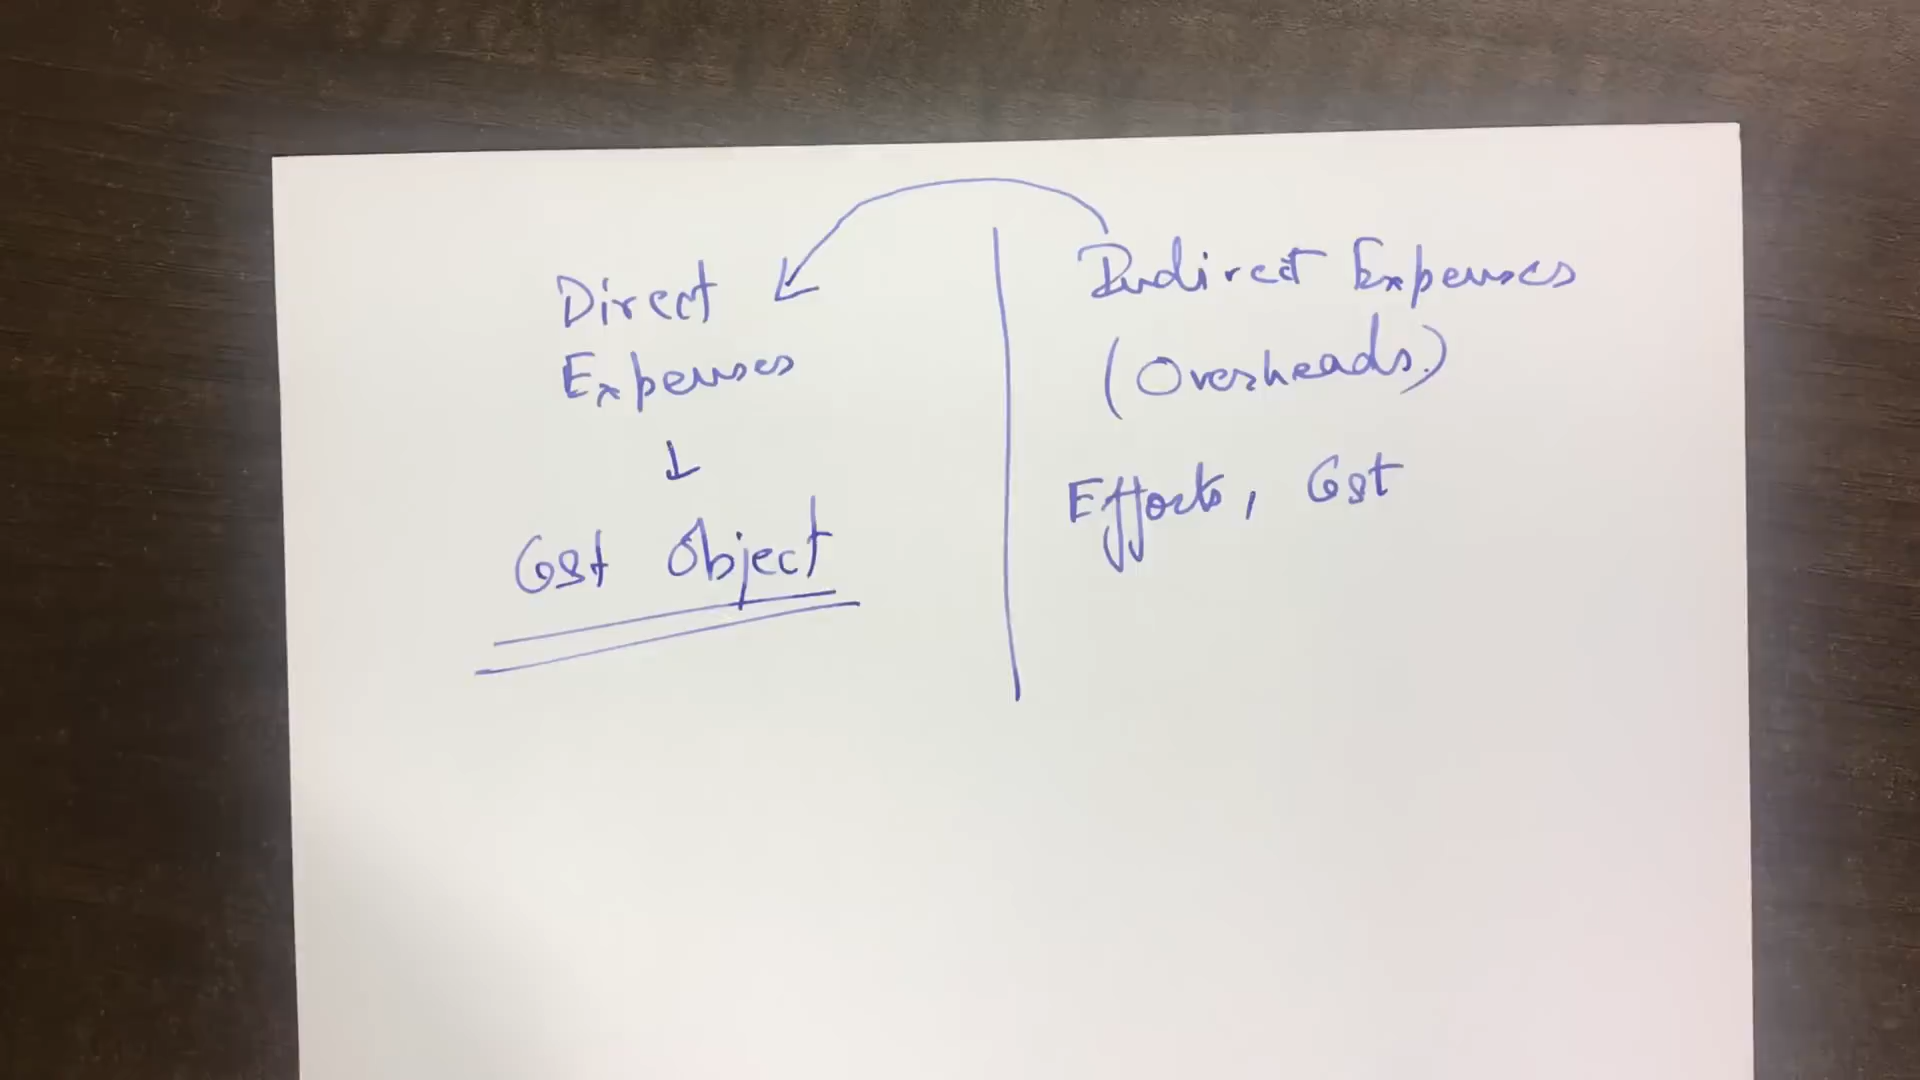 Direct
Expenses
↓
Cost Object
Indirect Expenses
(Overheads)
Efforts, Cost